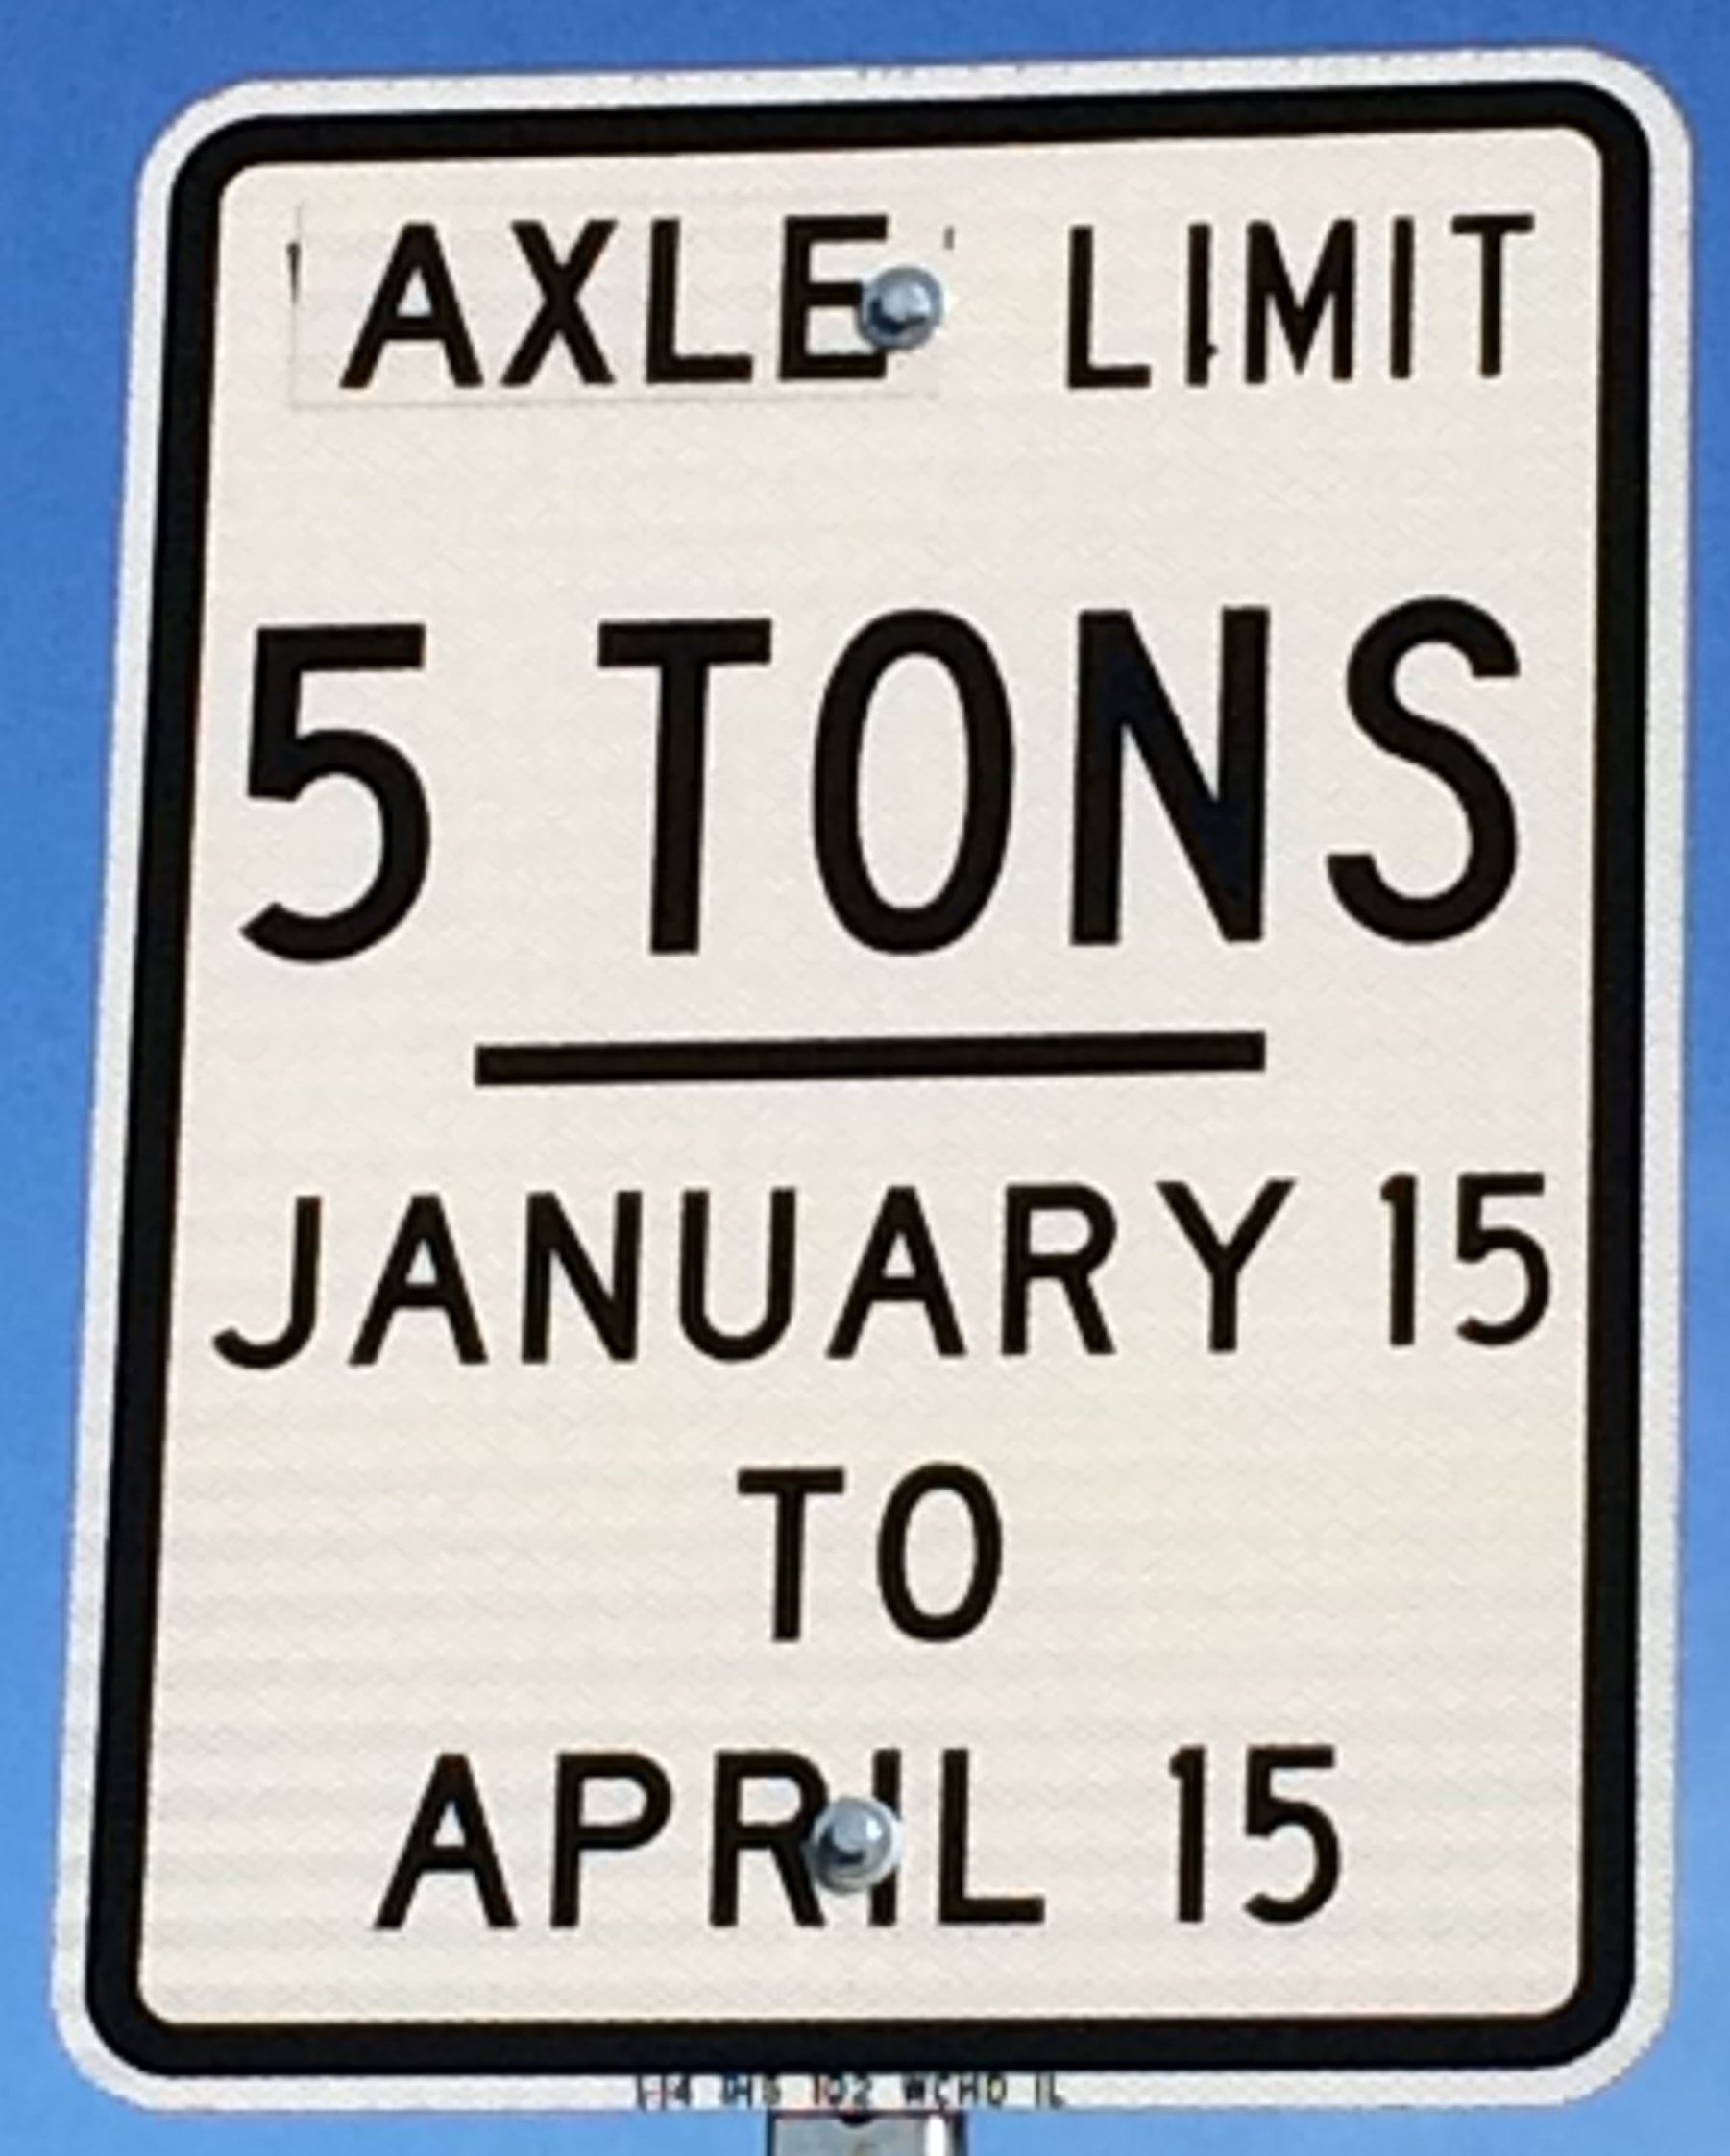 AXLE LIMIT
5 TONS
JANUARY 15
TO
APRIL 15